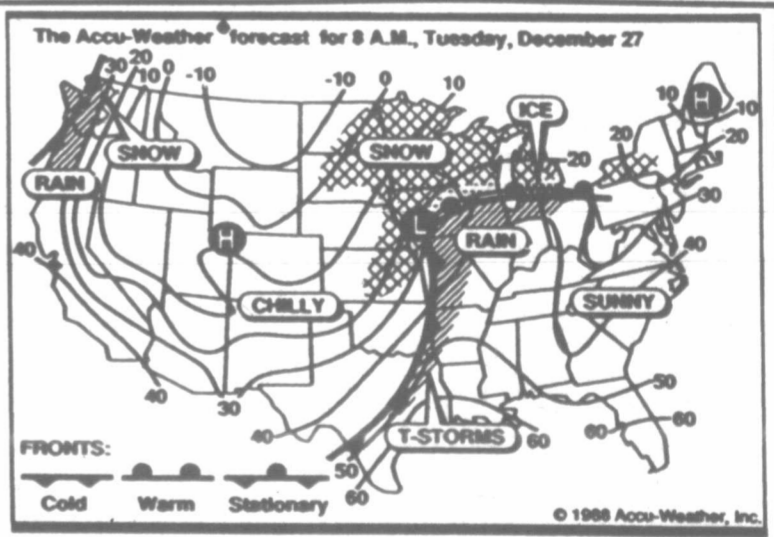 The Accu-Weather forecast for 8 A.M., Tuesday, December 27
30 20 10 0 -10 -10 0 10
10 10
ICE
SNOW SNOW 20 20 20
RAIN 30
H H
L RAIN
40 40
CHILLY SUNNY
40 30 40 50
T-STORMS 60 60 60
50
60
FRONTS:
Cold Warm Stationary
© 1988 Accu-Weather, Inc.